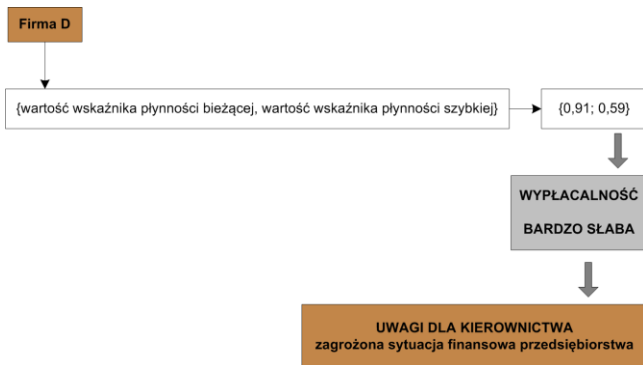 Firma D
{wartość wskaźnika płynności bieżącej, wartość wskaźnika płynności szybkiej}
{0,91; 0,59}
WYPŁACALNOŚĆ
BARDZO SŁABA
UWAGI DLA KIEROWNICTWA
zagrożona sytuacja finansowa przedsiębiorstwa